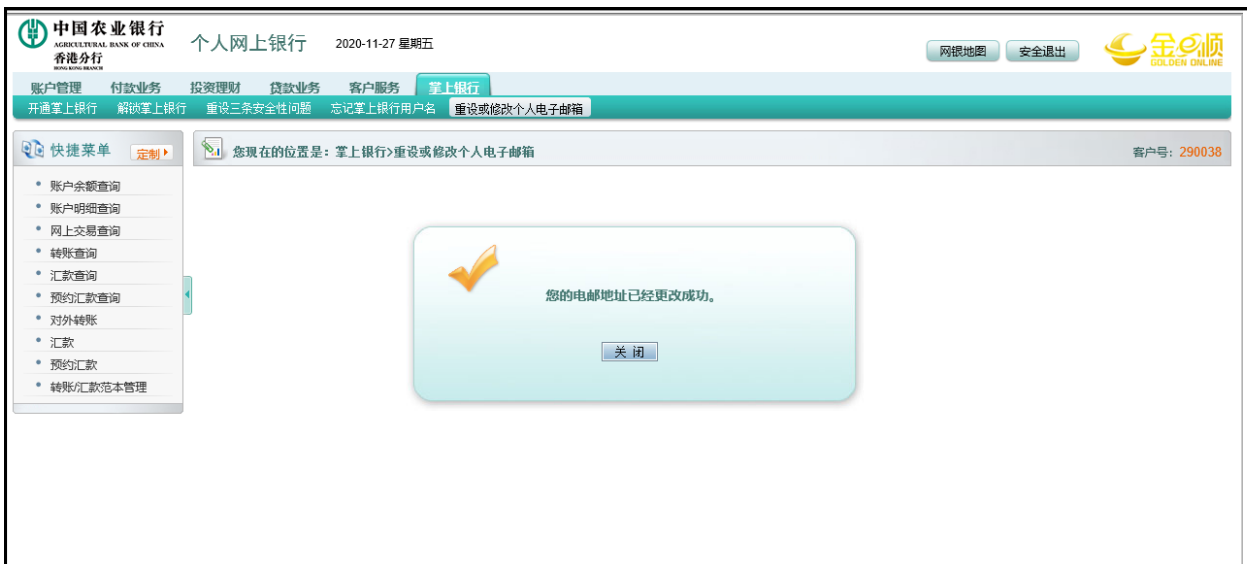 中国农业银行
AGRICULTURAL BANK OF CHINA
香港分行
HONG KONG BRANCH
个人网上银行
2020-11-27 星期五
网银地图
安全退出
金e顺
GOLDEN ONLINE
账户管理 付款业务 投资理财 贷款业务 客户服务 掌上银行
开通掌上银行 解锁掌上银行 重设三条安全性问题 忘记掌上银行用户名 重设或修改个人电子邮箱
快捷菜单 定制
您现在的位置是：掌上银行>重设或修改个人电子邮箱
客户号：290038
账户余额查询
账户明细查询
网上交易查询
转账查询
汇款查询
预约汇款查询
对外转账
汇款
预约汇款
转账/汇款范本管理
您的电邮地址已经更改成功。
关 闭